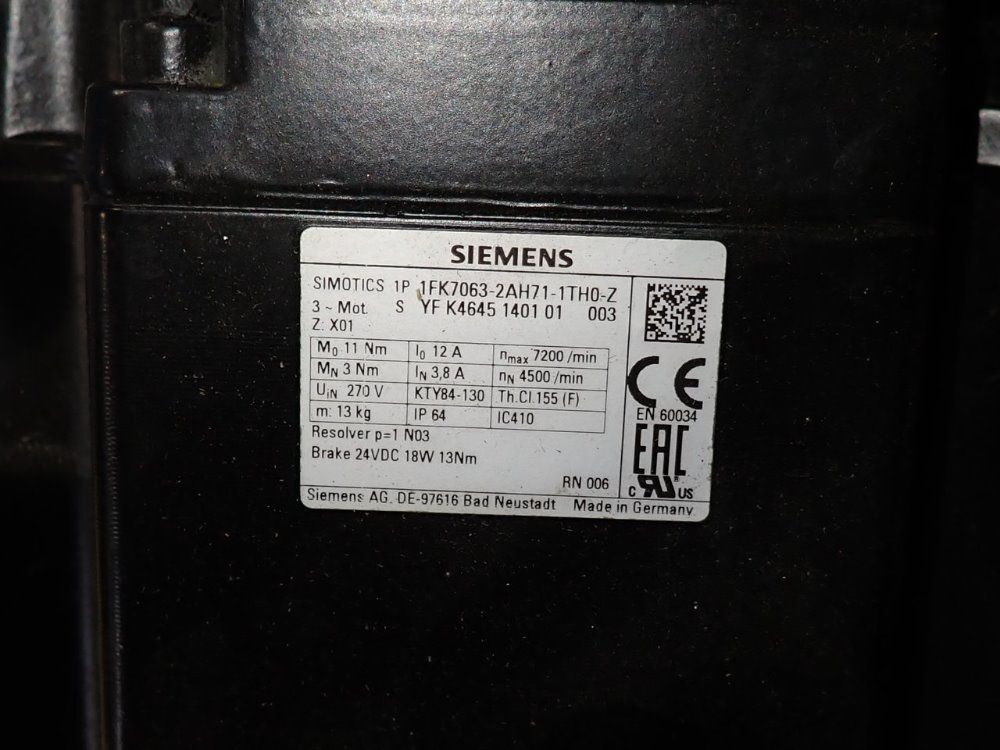 SIEMENS
SIMOTICS 1P 1FK7063-2AH71-1TH0-Z
3 ~ Mot. S YF K4645 1401 01 003
Z: X01
M0 11 Nm I0 12 A nmax 7200 /min
MN 3 Nm IN 3,8 A nN 4500 /min
UIN 270 V KTY84-130 Th.Cl.155 (F)
m: 13 kg IP 64 IC410
Resolver p=1 N03
Brake 24VDC 18W 13Nm
RN 006
CE
EN 60034
EAC
C RU US
Siemens AG, DE-97616 Bad Neustadt Made in Germany